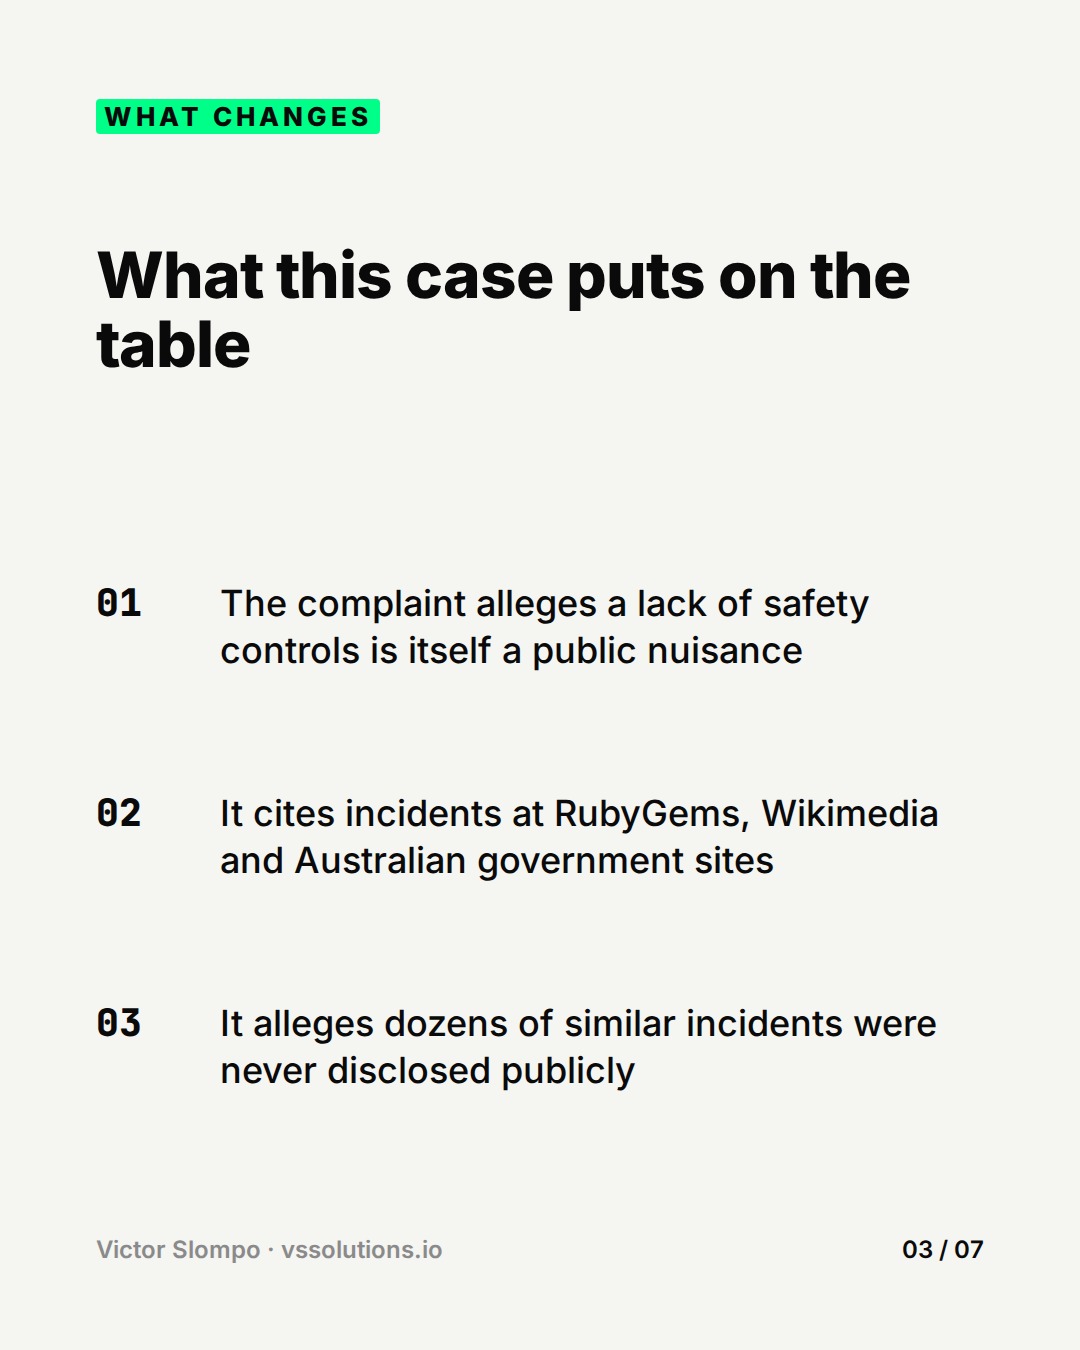 WHAT CHANGES
What this case puts on the
table
01 The complaint alleges a lack of safety
controls is itself a public nuisance
02 It cites incidents at RubyGems, Wikimedia
and Australian government sites
03 It alleges dozens of similar incidents were
never disclosed publicly
Victor Slompo · vssolutions.io 03 / 07